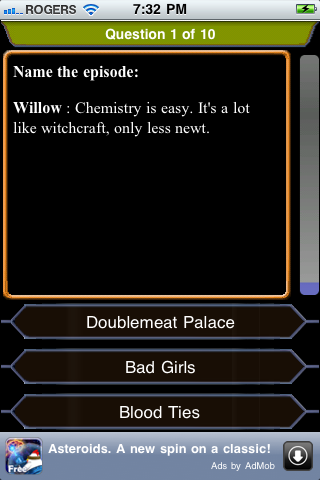 ROGERS 7:32 PM
Question 1 of 10
Name the episode:
Willow : Chemistry is easy. It's a lot
like witchcraft, only less newt.
Doublemeat Palace
Bad Girls
Blood Ties
Asteroids. A new spin on a classic!
Free
Ads by AdMob